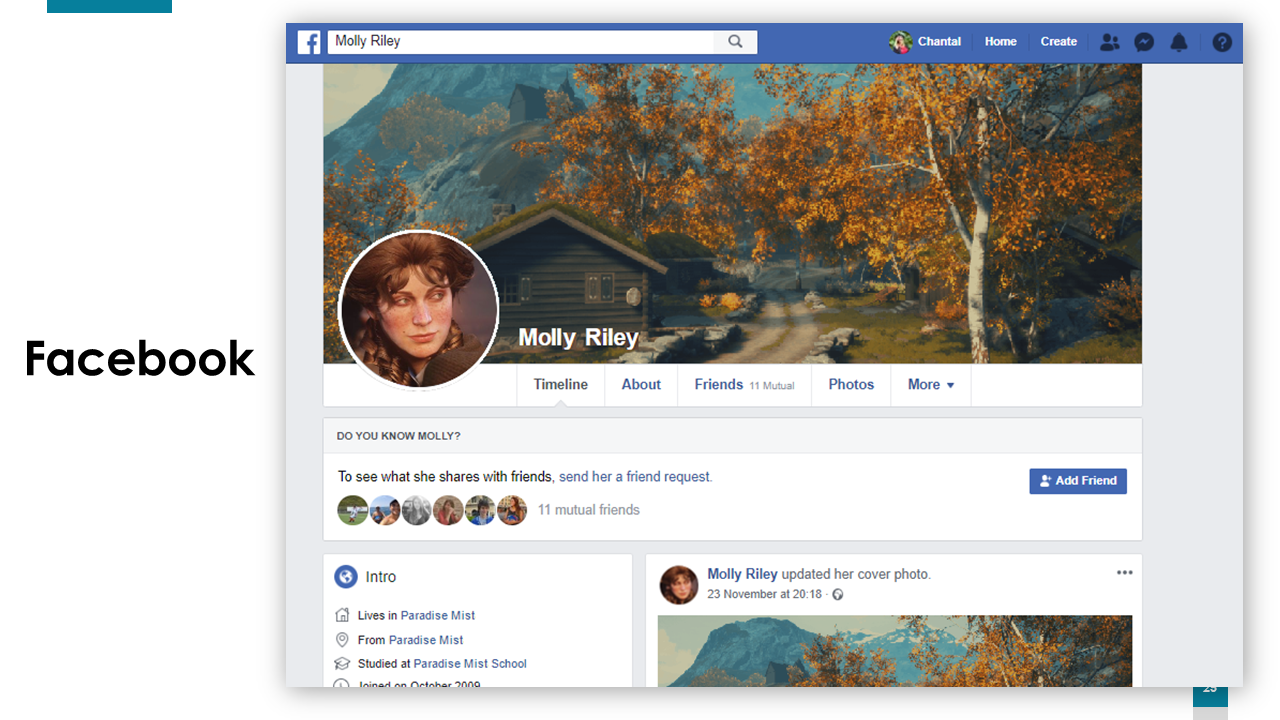 Facebook
Molly Riley
Chantal Home Create
Molly Riley
Timeline About Friends 11 Mutual Photos More
DO YOU KNOW MOLLY?
To see what she shares with friends, send her a friend request.
Add Friend
11 mutual friends
Intro
Lives in Paradise Mist
From Paradise Mist
Studied at Paradise Mist School
Joined on October 2009
Molly Riley updated her cover photo.
23 November at 20:18 ·